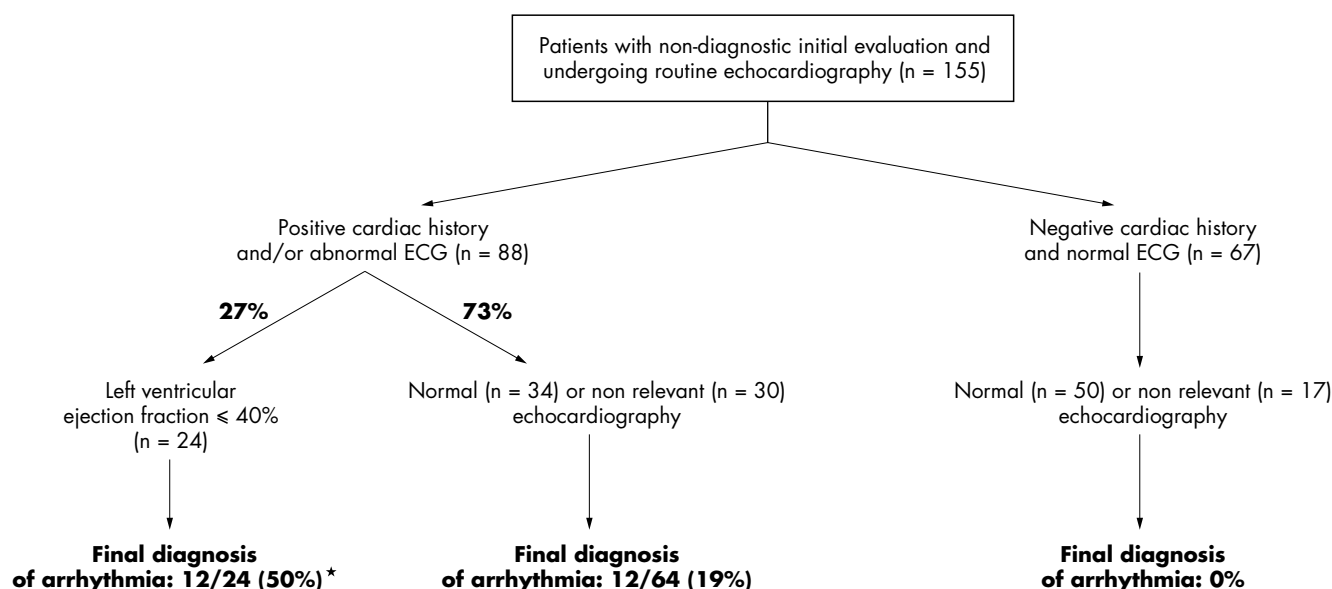 Patients with non-diagnostic initial evaluation and
undergoing routine echocardiography (n = 155)
Positive cardiac history
and/or abnormal ECG (n = 88)
Negative cardiac history
and normal ECG (n = 67)
27%
73%
Left ventricular
ejection fraction ⩽ 40%
(n = 24)
Normal (n = 34) or non relevant (n = 30)
echocardiography
Normal (n = 50) or non relevant (n = 17)
echocardiography
Final diagnosis
of arrhythmia: 12/24 (50%)★
Final diagnosis
of arrhythmia: 12/64 (19%)
Final diagnosis
of arrhythmia: 0%